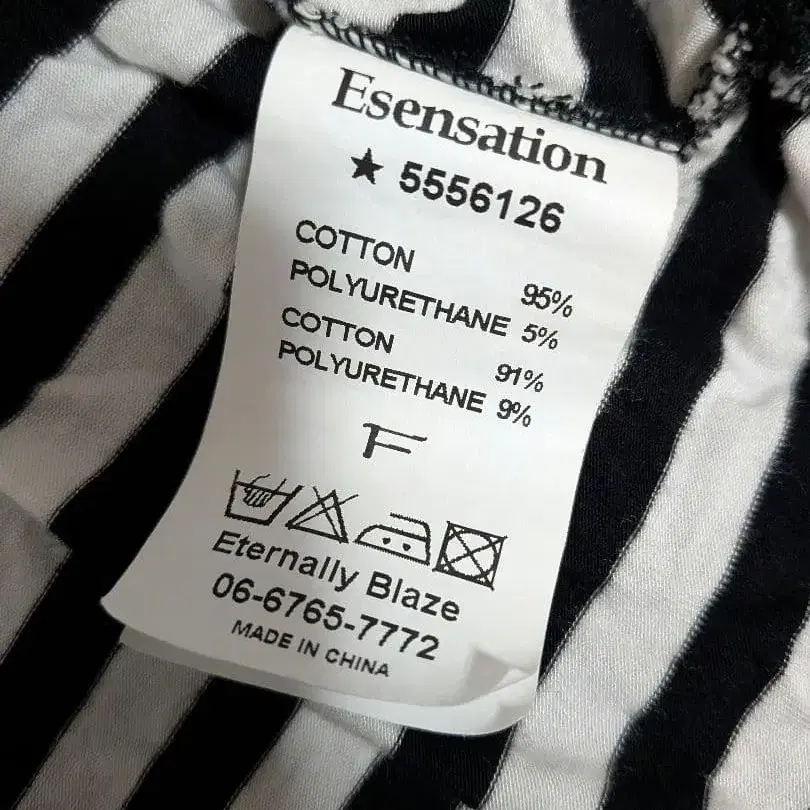 Esensation
★ 5556126
COTTON 95%
POLYURETHANE 5%
COTTON 91%
POLYURETHANE 9%
F
Eternally Blaze
06-6765-7772
MADE IN CHINA